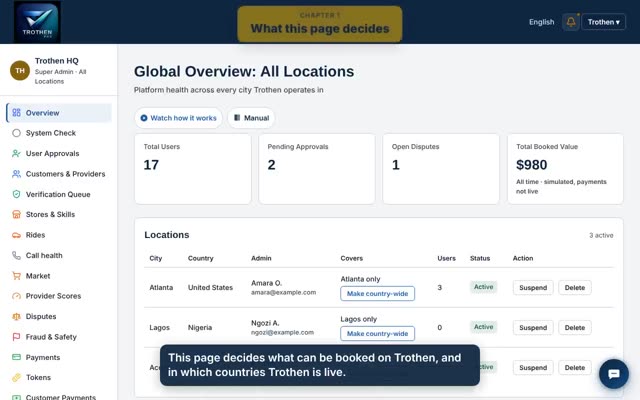 TROTHEN
CHAPTER 1
What this page decides
English
Trothen ▾
TH
Trothen HQ
Super Admin · All
Locations
Overview
System Check
User Approvals
Customers & Providers
Verification Queue
Stores & Skills
Rides
Call health
Market
Provider Scores
Disputes
Fraud & Safety
Payments
Tokens
Customer Payments
Global Overview: All Locations
Platform health across every city Trothen operates in
Watch how it works
Manual
Total Users
17
Pending Approvals
2
Open Disputes
1
Total Booked Value
$980
All time · simulated, payments
not live
Locations
3 active
City Country Admin Covers Users Status Action
Atlanta United States Amara O. amara@example.com Atlanta only Make country-wide 3 Active Suspend Delete
Lagos Nigeria Ngozi A. ngozi@example.com Lagos only Make country-wide 0 Active Suspend Delete
Suspend Delete
This page decides what can be booked on Trothen, and
in which countries Trothen is live.